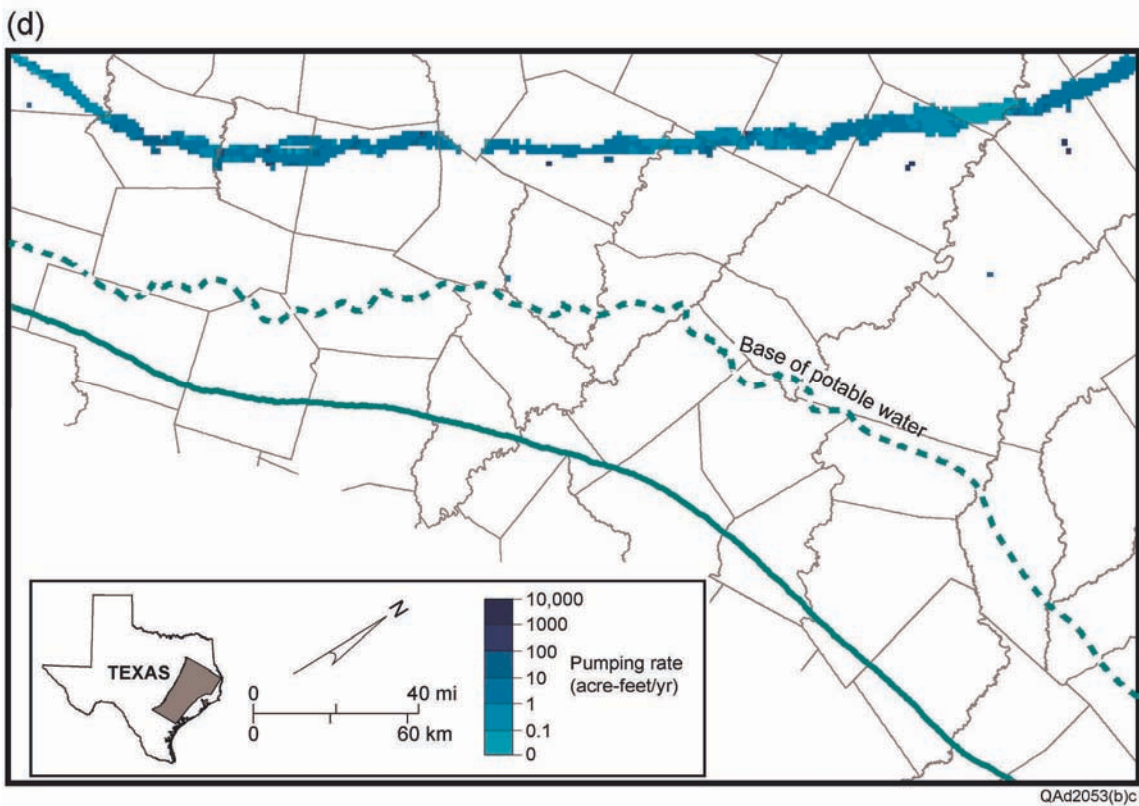 (d)
Base of potable water
TEXAS
N
0 40 mi
0 60 km
10,000
1000
100
10
1
0.1
0
Pumping rate
(acre-feet/yr)
QAd2053(b)c